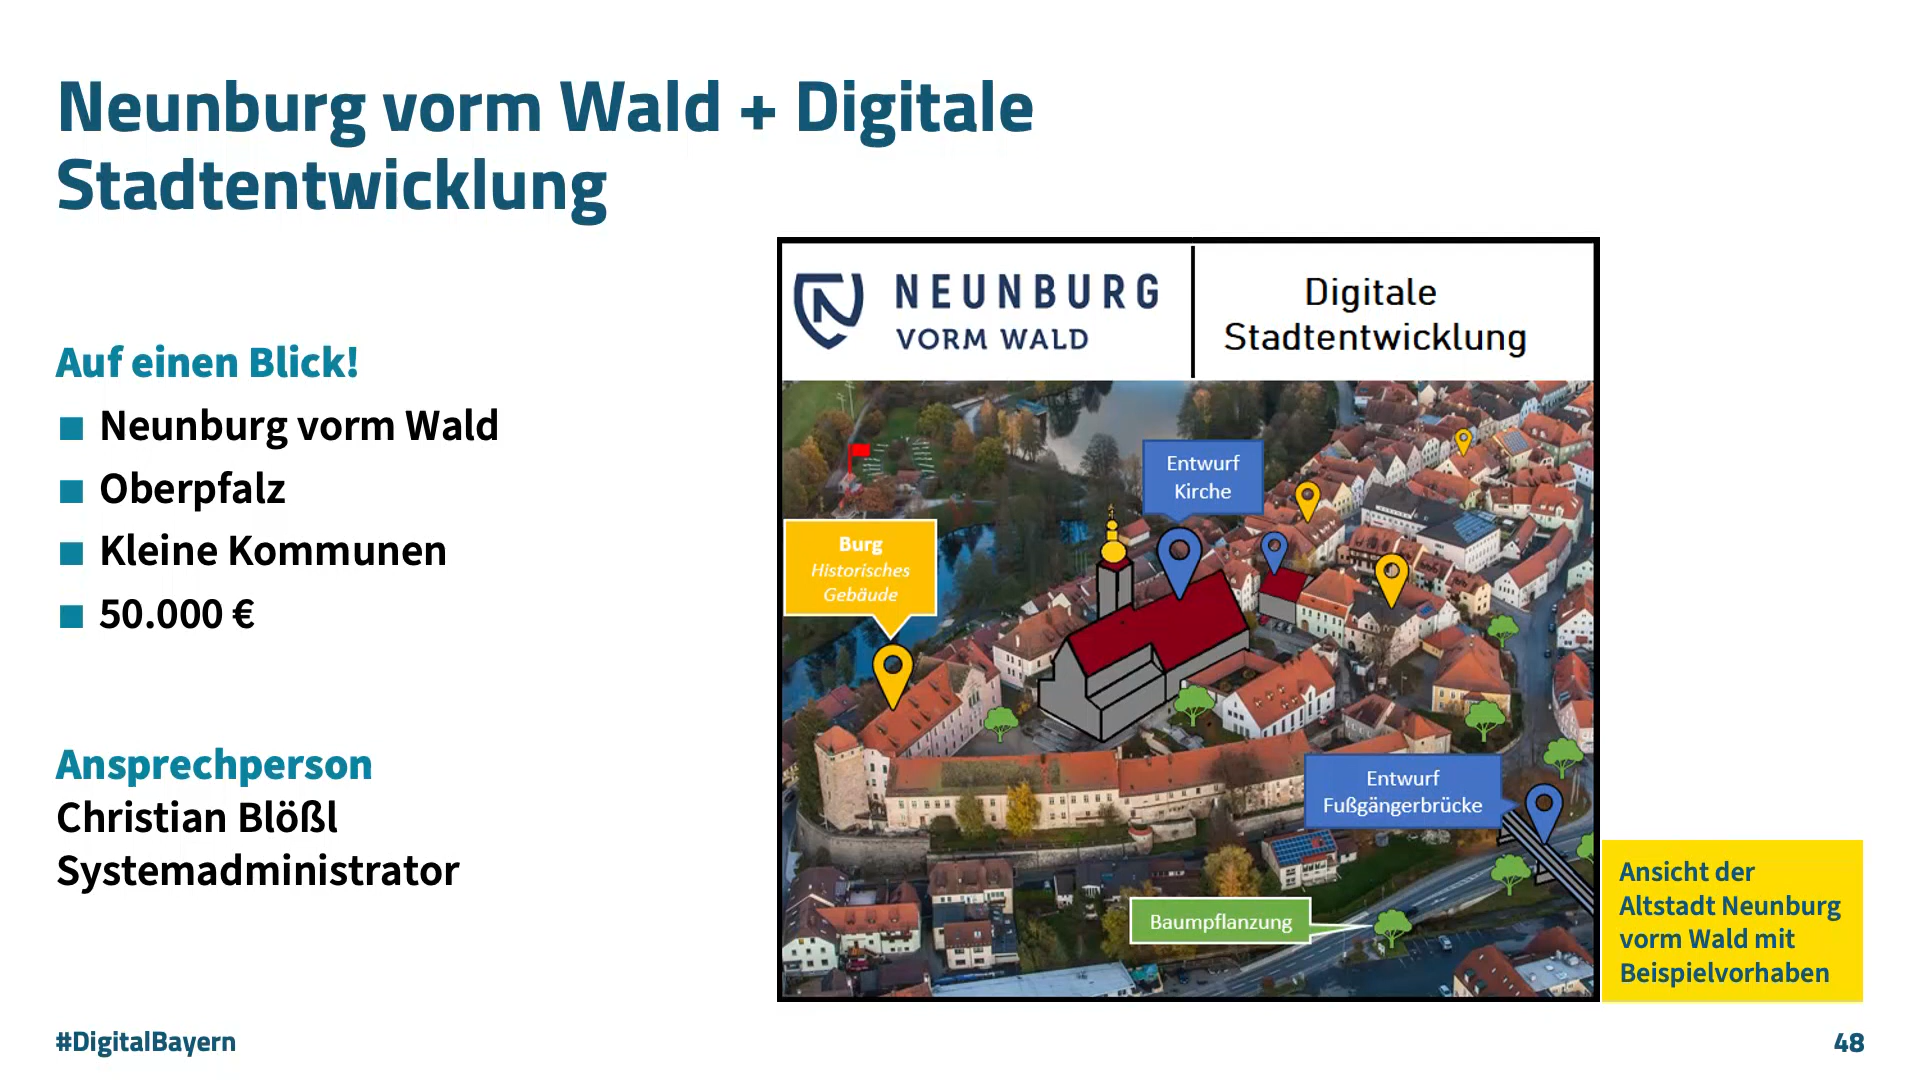 Neunburg vorm Wald + Digitale
Stadtentwicklung
Auf einen Blick!
Neunburg vorm Wald
Oberpfalz
Kleine Kommunen
50.000 €
Ansprechperson
Christian Blößl
Systemadministrator
NEUNBURG
VORM WALD
Digitale
Stadtentwicklung
Entwurf
Kirche
Burg
Historisches
Gebäude
Entwurf
Fußgängerbrücke
Baumpflanzung
Ansicht der
Altstadt Neunburg
vorm Wald mit
Beispielvorhaben
#DigitalBayern
48